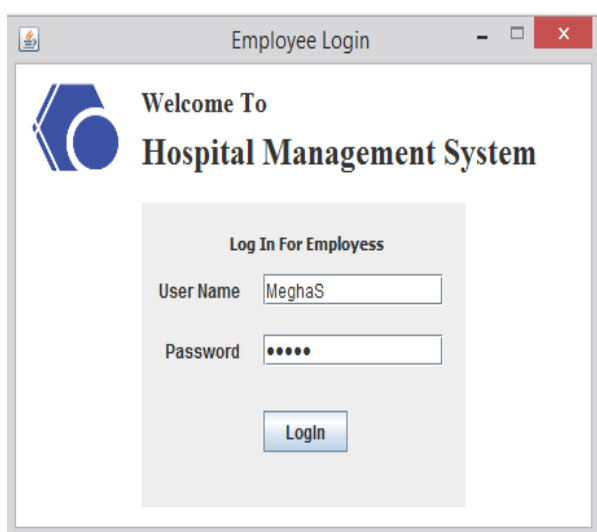 Employee Login
Welcome To
Hospital Management System
Log In For Employess
User Name MeghaS
Password •••••
LogIn